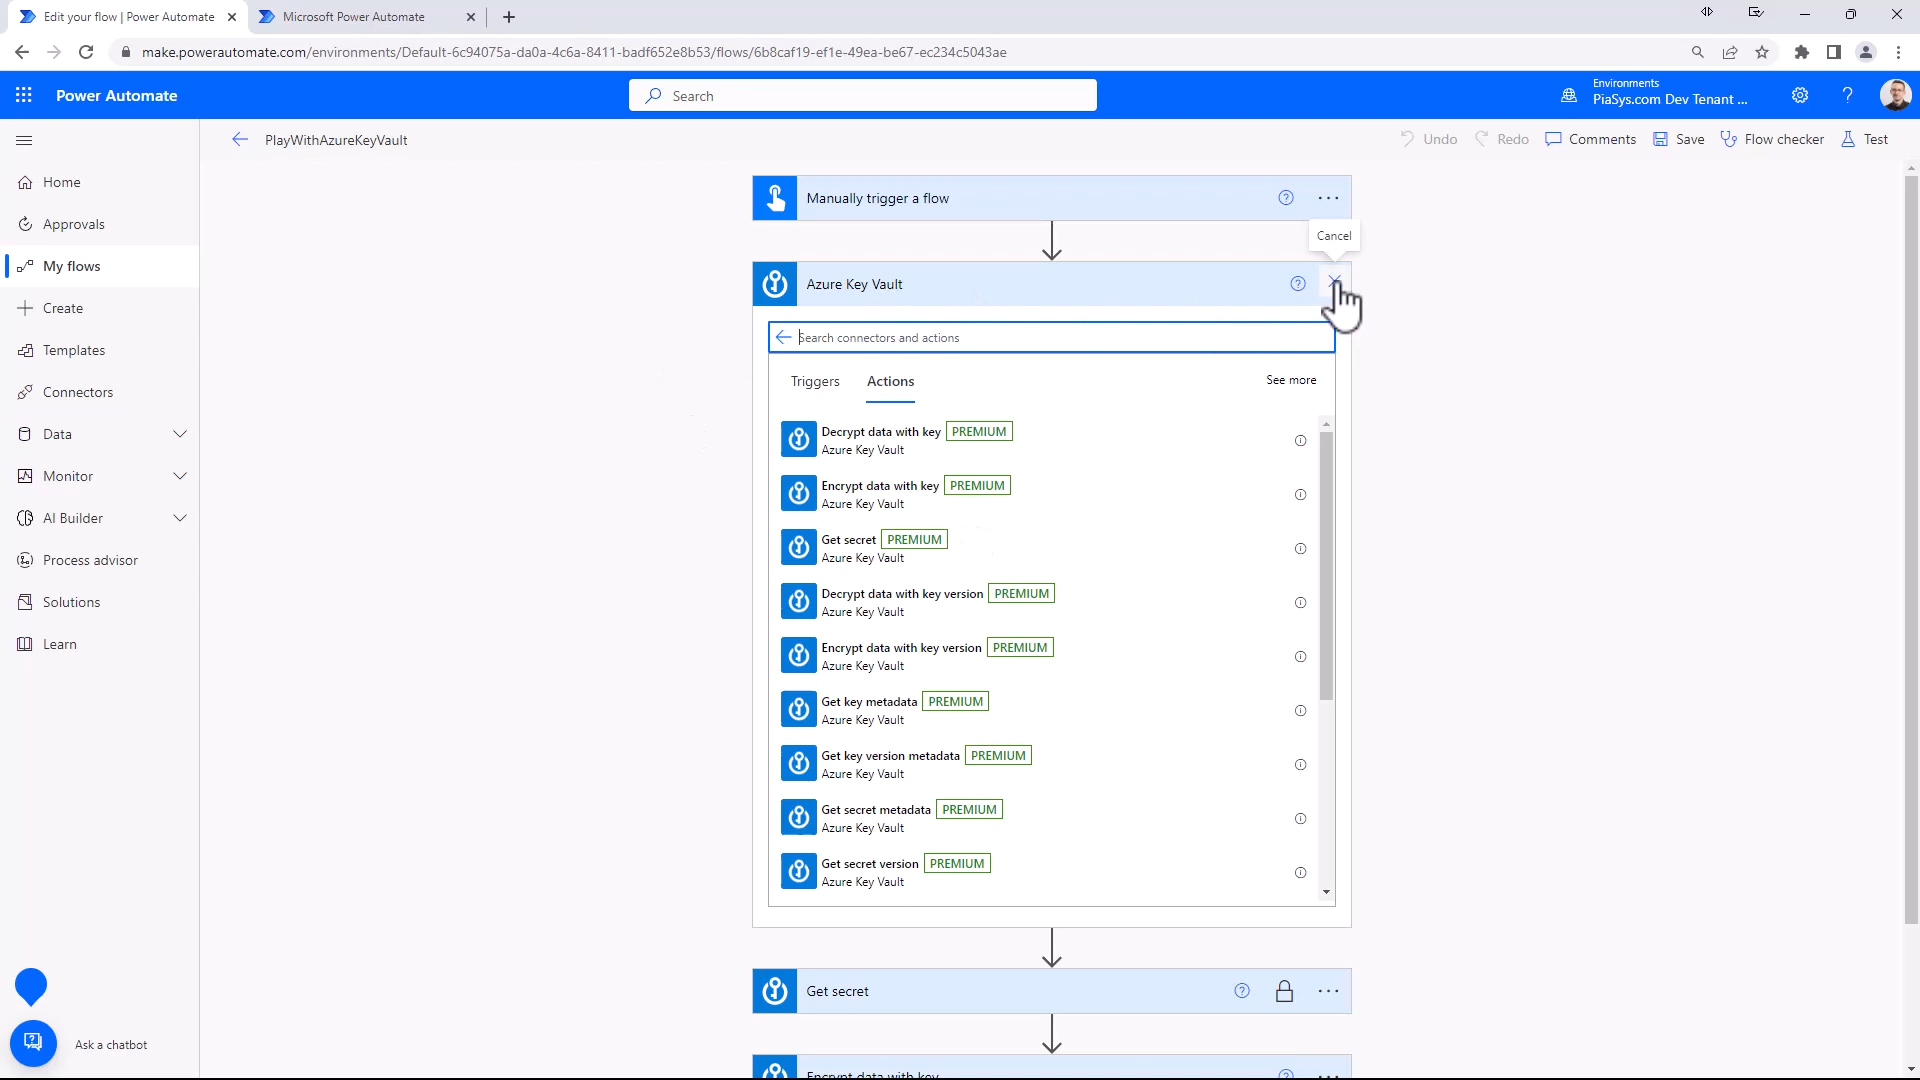 Edit your flow | Power Automate
Microsoft Power Automate
make.powerautomate.com/environments/Default-6c94075a-da0a-4c6a-8411-badf652e8b53/flows/6b8caf19-ef1e-49ea-be67-ec234c5043ae
Power Automate
Search
Environments
PiaSys.com Dev Tenant ...
PlayWithAzureKeyVault
Undo
Redo
Comments
Save
Flow checker
Test
Home
Approvals
My flows
Create
Templates
Connectors
Data
Monitor
AI Builder
Process advisor
Solutions
Learn
Ask a chatbot
Manually trigger a flow
Cancel
Azure Key Vault
Search connectors and actions
Triggers
Actions
See more
Decrypt data with key PREMIUM
Azure Key Vault
Encrypt data with key PREMIUM
Azure Key Vault
Get secret PREMIUM
Azure Key Vault
Decrypt data with key version PREMIUM
Azure Key Vault
Encrypt data with key version PREMIUM
Azure Key Vault
Get key metadata PREMIUM
Azure Key Vault
Get key version metadata PREMIUM
Azure Key Vault
Get secret metadata PREMIUM
Azure Key Vault
Get secret version PREMIUM
Azure Key Vault
Get secret
Encrypt data with key